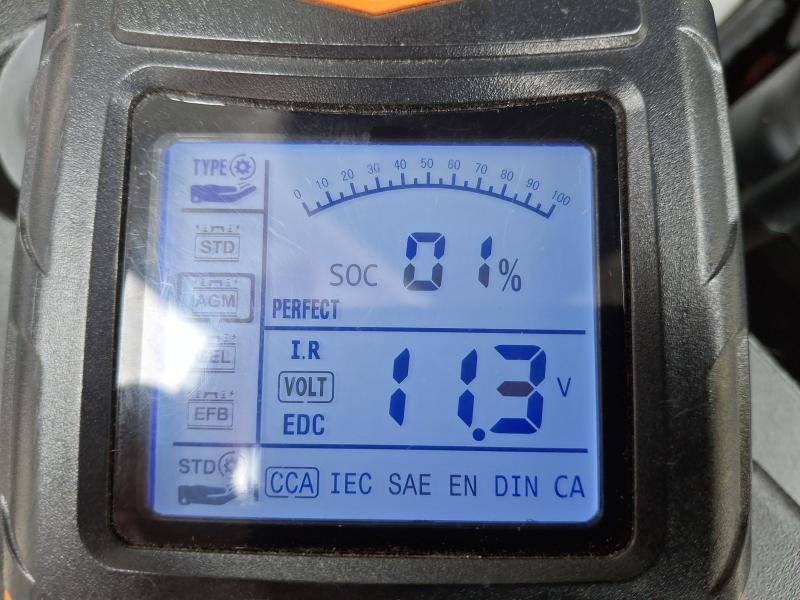 TYPE
0 10 20 30 40 50 60 70 80 90 100
STD
SOC 01%
AGM
PERFECT
GEL
I.R
VOLT 11.3 V
EFB
EDC
STD
CCA IEC SAE EN DIN CA